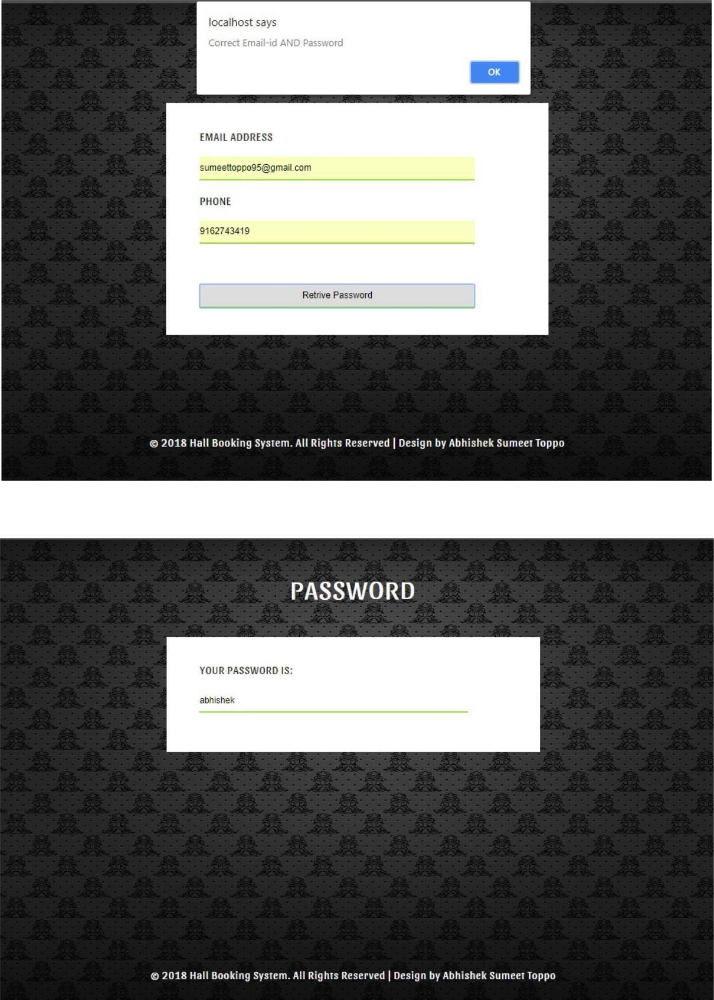 localhost says
Correct Email-id AND Password
OK
EMAIL ADDRESS
sumeettoppo95@gmail.com
PHONE
9162743419
Retrive Password
© 2018 Hall Booking System. All Rights Reserved | Design by Abhishek Sumeet Toppo
PASSWORD
YOUR PASSWORD IS:
abhishek
© 2018 Hall Booking System. All Rights Reserved | Design by Abhishek Sumeet Toppo